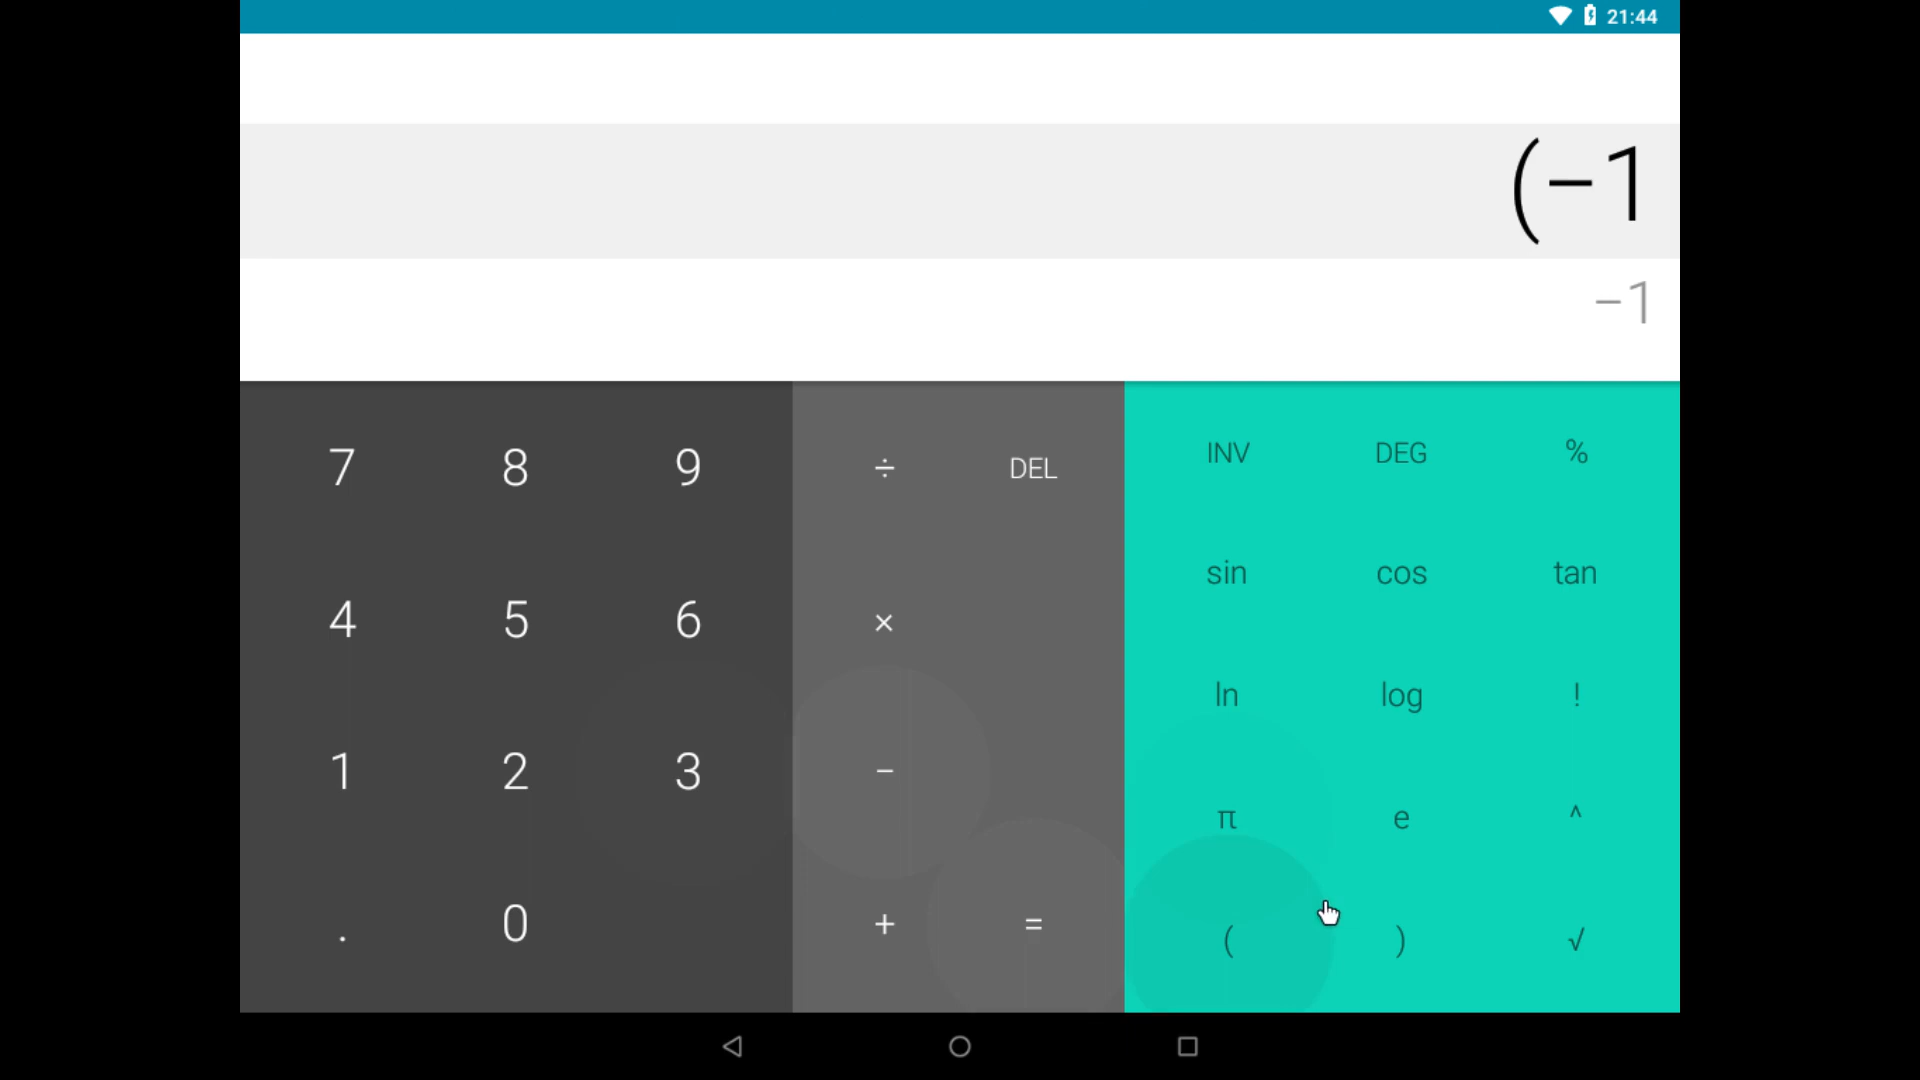 21:44
(−1
−1
7 8 9 ÷ DEL INV DEG %
sin cos tan
4 5 6 ×
ln log !
1 2 3 −
π e ^
. 0 + = ( ) √